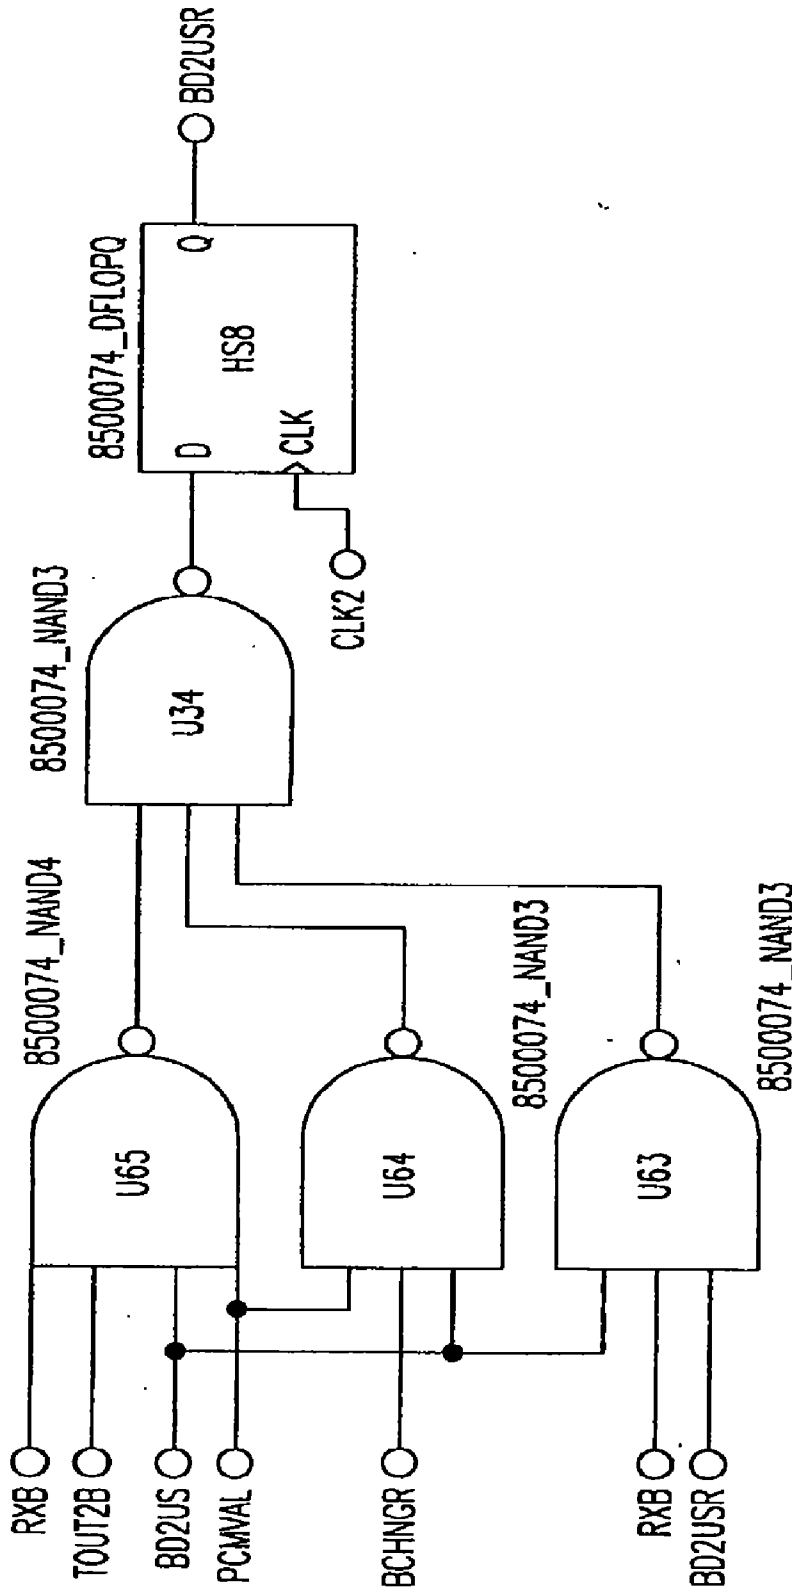 RXB
TOUT2B
BD2US
PCMVAL
BCHNGR
RXB
BD2USR
8500074_NAND4
U65
U64
8500074_NAND3
U63
8500074_NAND3
8500074_NAND3
U34
CLK2
8500074_DFLOPQ
D
Q
HS8
CLK
BD2USR